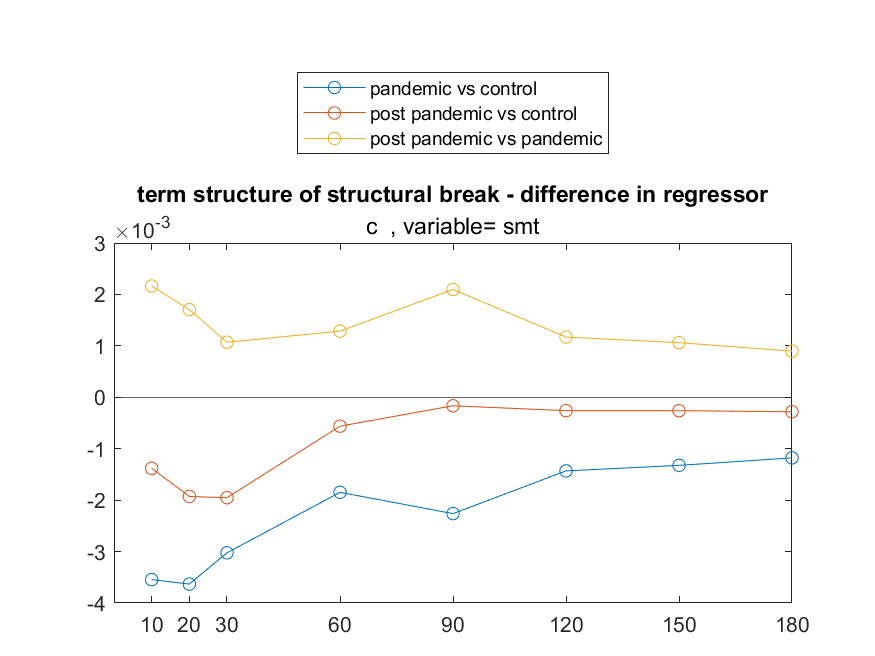 pandemic vs control
post pandemic vs control
post pandemic vs pandemic
term structure of structural break - difference in regressor
c , variable= smt
×10-3
3
2
1
0
-1
-2
-3
-4
10 20 30 60 90 120 150 180